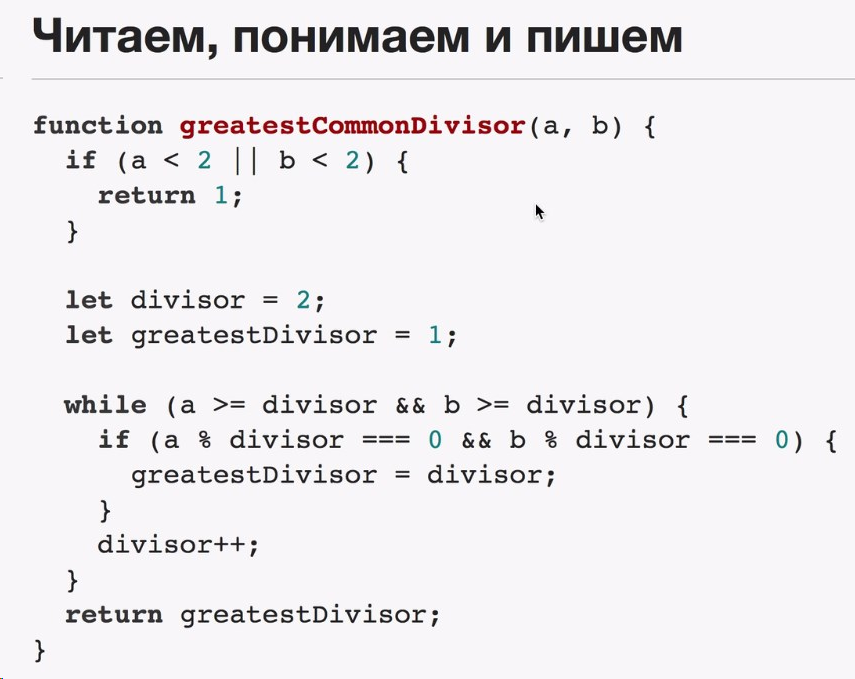 Читаем, понимаем и пишем
function greatestCommonDivisor(a, b) {
if (a < 2 || b < 2) {
return 1;
}
let divisor = 2;
let greatestDivisor = 1;
while (a >= divisor && b >= divisor) {
if (a % divisor === 0 && b % divisor === 0) {
greatestDivisor = divisor;
}
divisor++;
}
return greatestDivisor;
}